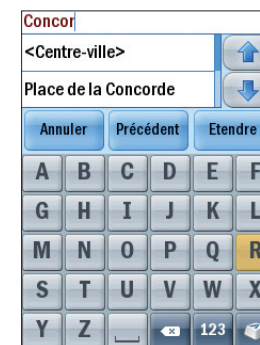 Concor
<Centre-ville>
Place de la Concorde
Annuler Précédent Etendre
A B C D E F
G H I J K L
M N O P Q R
S T U V W X
Y Z 123